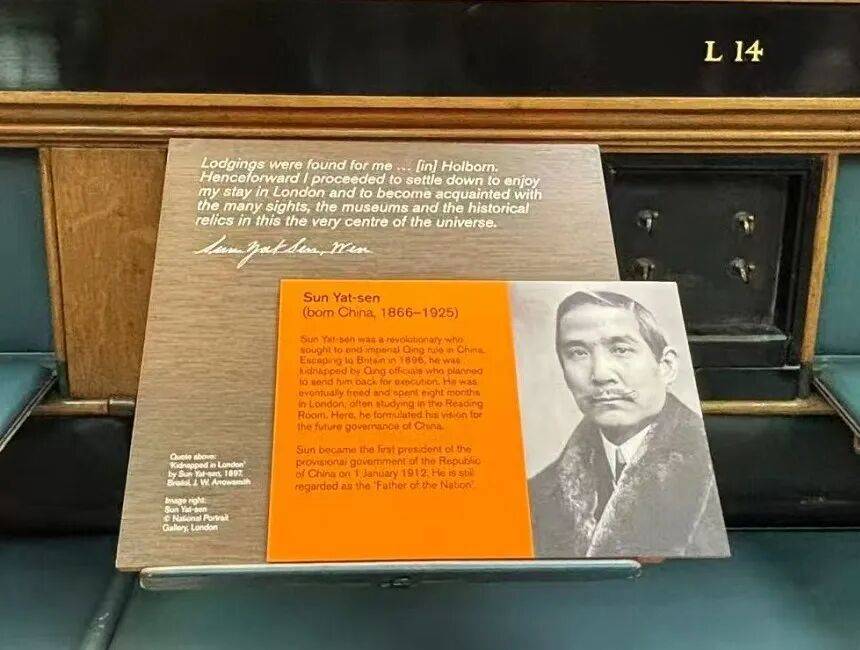 L 14
Lodgings were found for me ... [in] Holborn.
Henceforward I proceeded to settle down to enjoy
my stay in London and to become acquainted with
the many sights, the museums and the historical
relics in this the very centre of the universe.
Sun Yat Sen, Wen
Sun Yat-sen
(born China, 1866–1925)
Sun Yat-sen was a revolutionary who
sought to end imperial Qing rule in China.
Escaping to Britain in 1896, he was
kidnapped by Qing officials who planned
to send him back for execution. He was
eventually freed and spent eight months
in London, often studying in the Reading
Room. Here, he formulated his vision for
the future governance of China.
Sun became the first president of the
provisional government of the Republic
of China on 1 January 1912. He is still
regarded as the 'Father of the Nation'.
Quote above:
'Kidnapped in London'
by Sun Yat-sen, 1897.
Bristol, J. W. Arrowsmith
Image right:
Sun Yat-sen
© National Portrait
Gallery, London